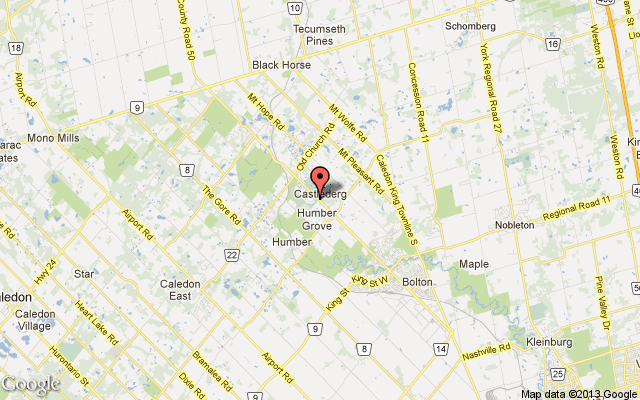 County Road 50
Tecumseth
Pines
Schomberg
16
18
Weston Rd
Black Horse
York Regional Road 27
Airport Rd
9
Mt Hope Rd
Concession Road 11
Mt Wolfe Rd
Old Church Rd
Mono Mills
Mt Pleasant Rd
Weston Rd
8
Caledon King Townline S
The Gore Rd
Castlederg
Airport Rd
Humber
Grove
Regional Road 11
Nobleton
Humber
22
Hwy 24
Star
Maple
Caledon
East
King St W
Bolton
Caledon
Village
Heart Lake Rd
King St
Pine Valley Dr
9
Kleinburg
Hurontario St
Bramalea Rd
Airport Rd
8
14
Nashville Rd
Dixie Rd
25
Google
Map data ©2013 Google